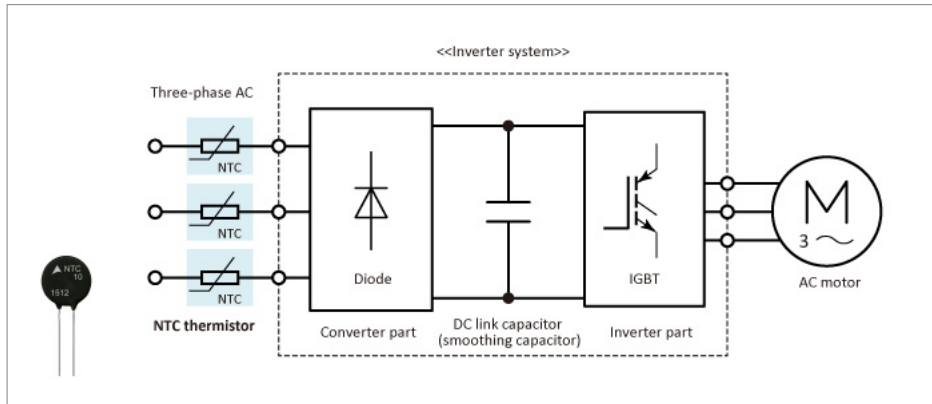 <<Inverter system>>
Three-phase AC
NTC
NTC
NTC
NTC thermistor
NTC
10
1512
Diode
Converter part
DC link capacitor
(smoothing capacitor)
IGBT
Inverter part
M
3 ~
AC motor